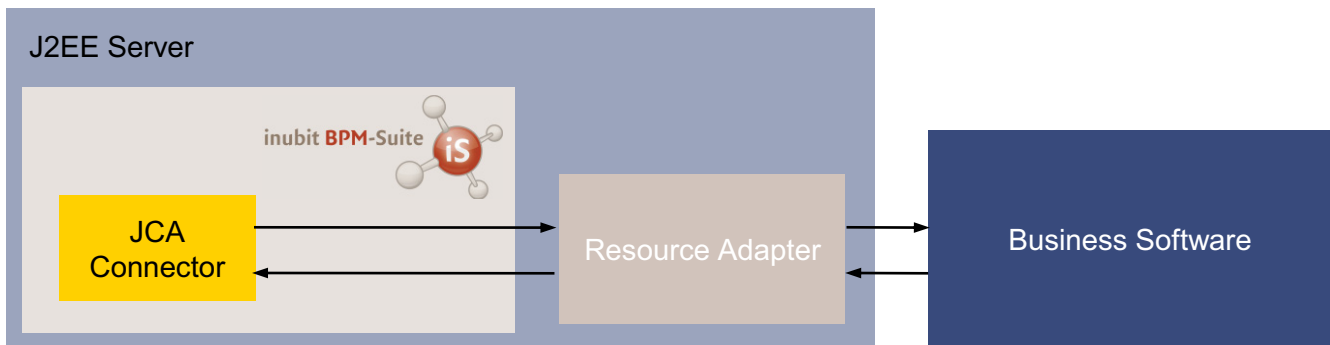 J2EE Server
inubit BPM-Suite
iS
JCA
Connector
Resource Adapter
Business Software